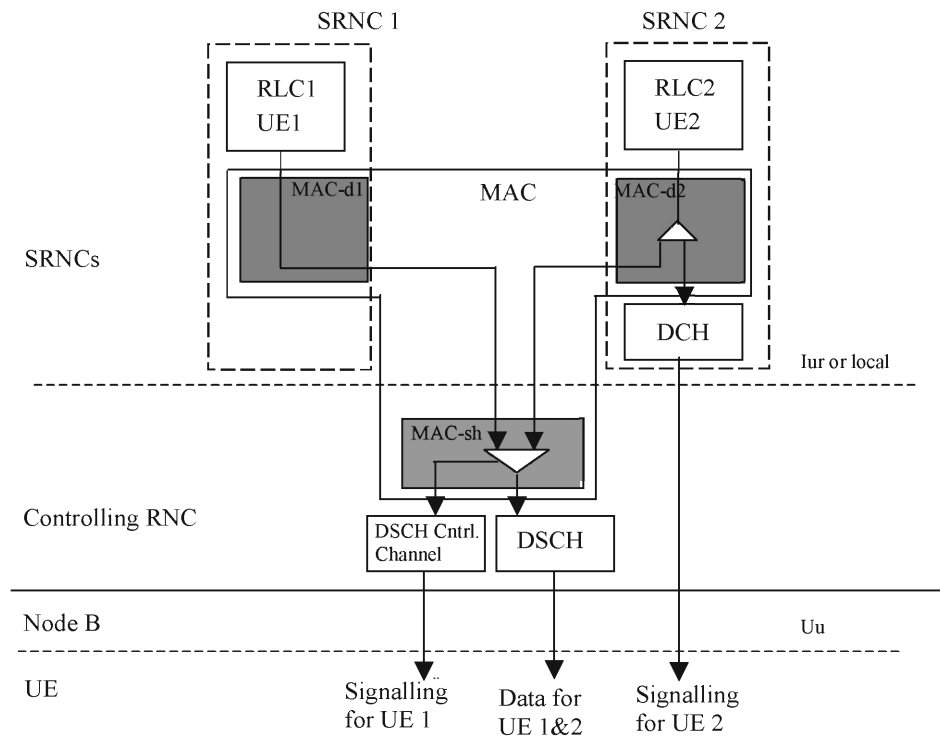 SRNC 1
SRNC 2
RLC1
UE1
RLC2
UE2
MAC-d1
MAC
MAC-d2
SRNCs
DCH
Iur or local
MAC-sh
Controlling RNC
DSCH Cntrl.
Channel
DSCH
Node B
Uu
UE
Signalling
for UE 1
Data for
UE 1&2
Signalling
for UE 2